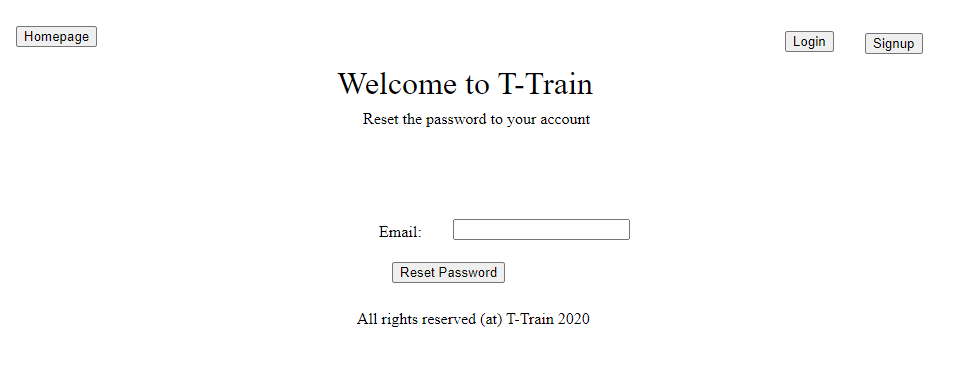 Homepage
Login
Signup
Welcome to T-Train
Reset the password to your account
Email:
Reset Password
All rights reserved (at) T-Train 2020